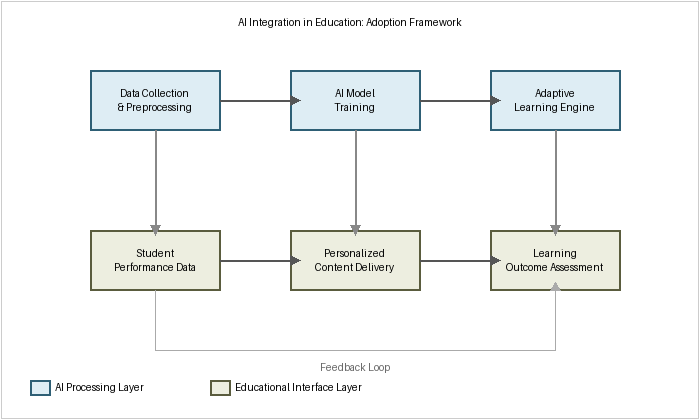 AI Integration in Education: Adoption Framework
Data Collection
& Preprocessing
AI Model
Training
Adaptive
Learning Engine
Student
Performance Data
Personalized
Content Delivery
Learning
Outcome Assessment
Feedback Loop
AI Processing Layer
Educational Interface Layer